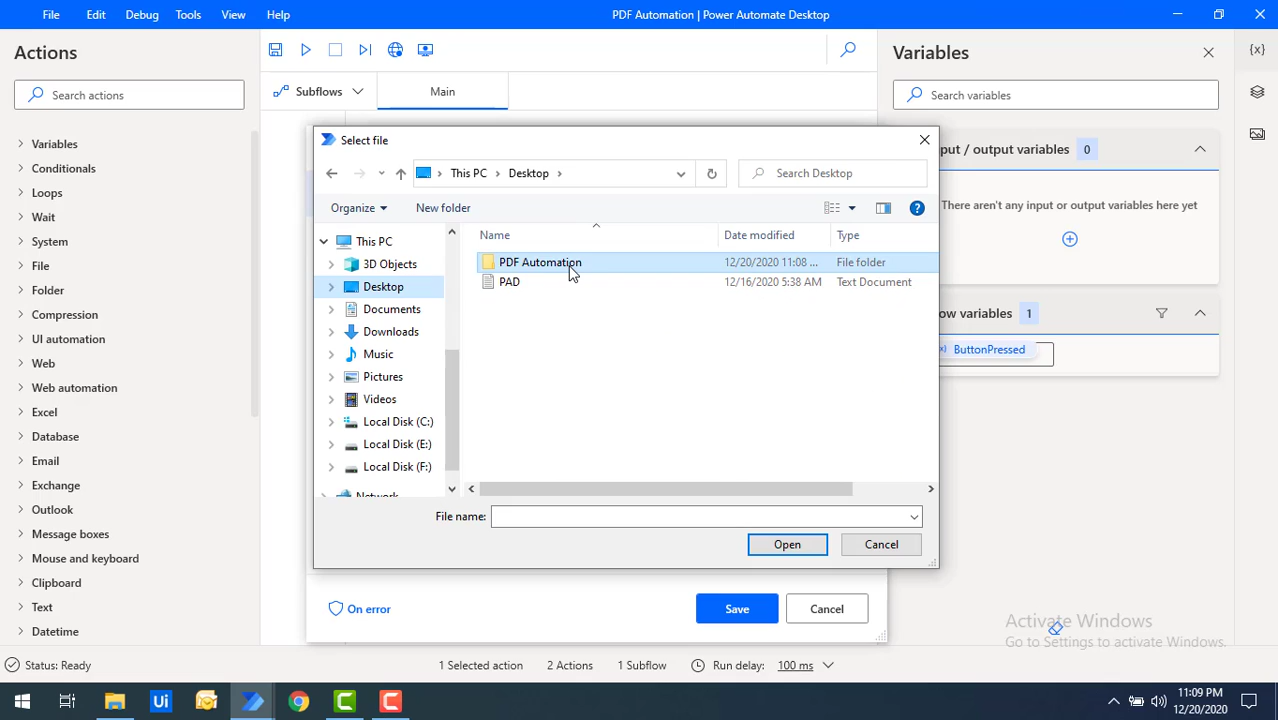 File Edit Debug Tools View Help PDF Automation | Power Automate Desktop
Actions
Search actions
Variables
Conditionals
Loops
Wait
System
File
Folder
Compression
UI automation
Web
Web automation
Excel
Database
Email
Exchange
Outlook
Message boxes
Mouse and keyboard
Clipboard
Text
Datetime
Subflows
Main
Select file
This PC > Desktop >
Search Desktop
Organize New folder
This PC
3D Objects
Desktop
Documents
Downloads
Music
Pictures
Videos
Local Disk (C:)
Local Disk (E:)
Local Disk (F:)
Network
Name Date modified Type
PDF Automation 12/20/2020 11:08 ... File folder
PAD 12/16/2020 5:38 AM Text Document
File name:
Open Cancel
On error Save Cancel
Variables
{x}
Search variables
put / output variables 0
There aren't any input or output variables here yet
ow variables 1
ButtonPressed
Activate Windows
Go to Settings to activate Windows.
Status: Ready 1 Selected action 2 Actions 1 Subflow Run delay: 100 ms
Ui
11:09 PM
12/20/2020